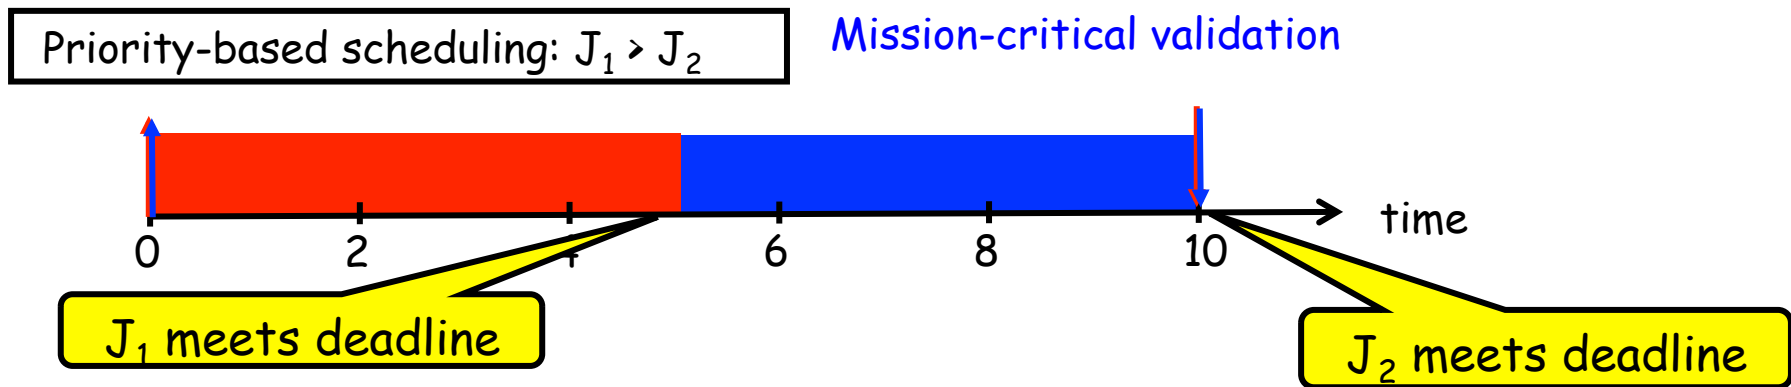 Priority-based scheduling: J₁ > J₂
Mission-critical validation
0 2 4 6 8 10
time
J₁ meets deadline
J₂ meets deadline